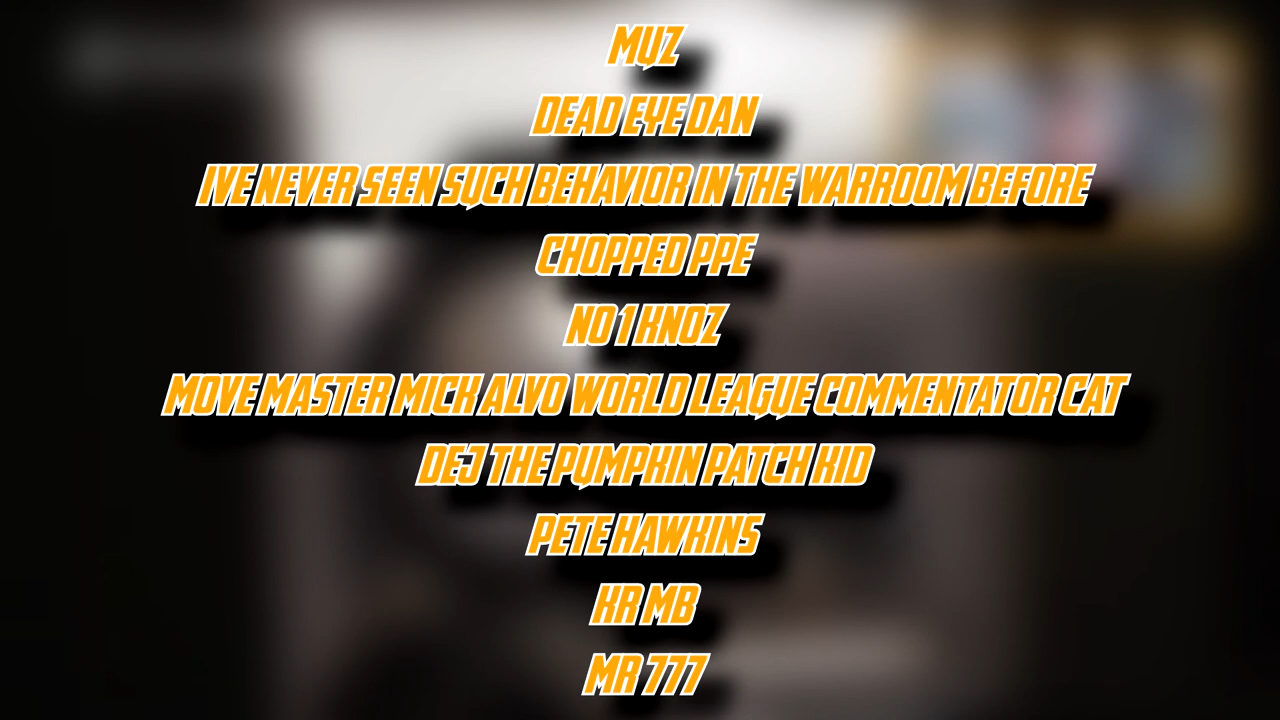 MUZ
DEAD EYE DAN
IVE NEVER SEEN SUCH BEHAVIOR IN THE WARROOM BEFORE
CHOPPED PPE
NO 1 KNOZ
MOVE MASTER MICK ALVO WORLD LEAGUE COMMENTATOR CAT
DEJ THE PUMPKIN PATCH KID
PETE HAWKINS
KR MB
MR 777